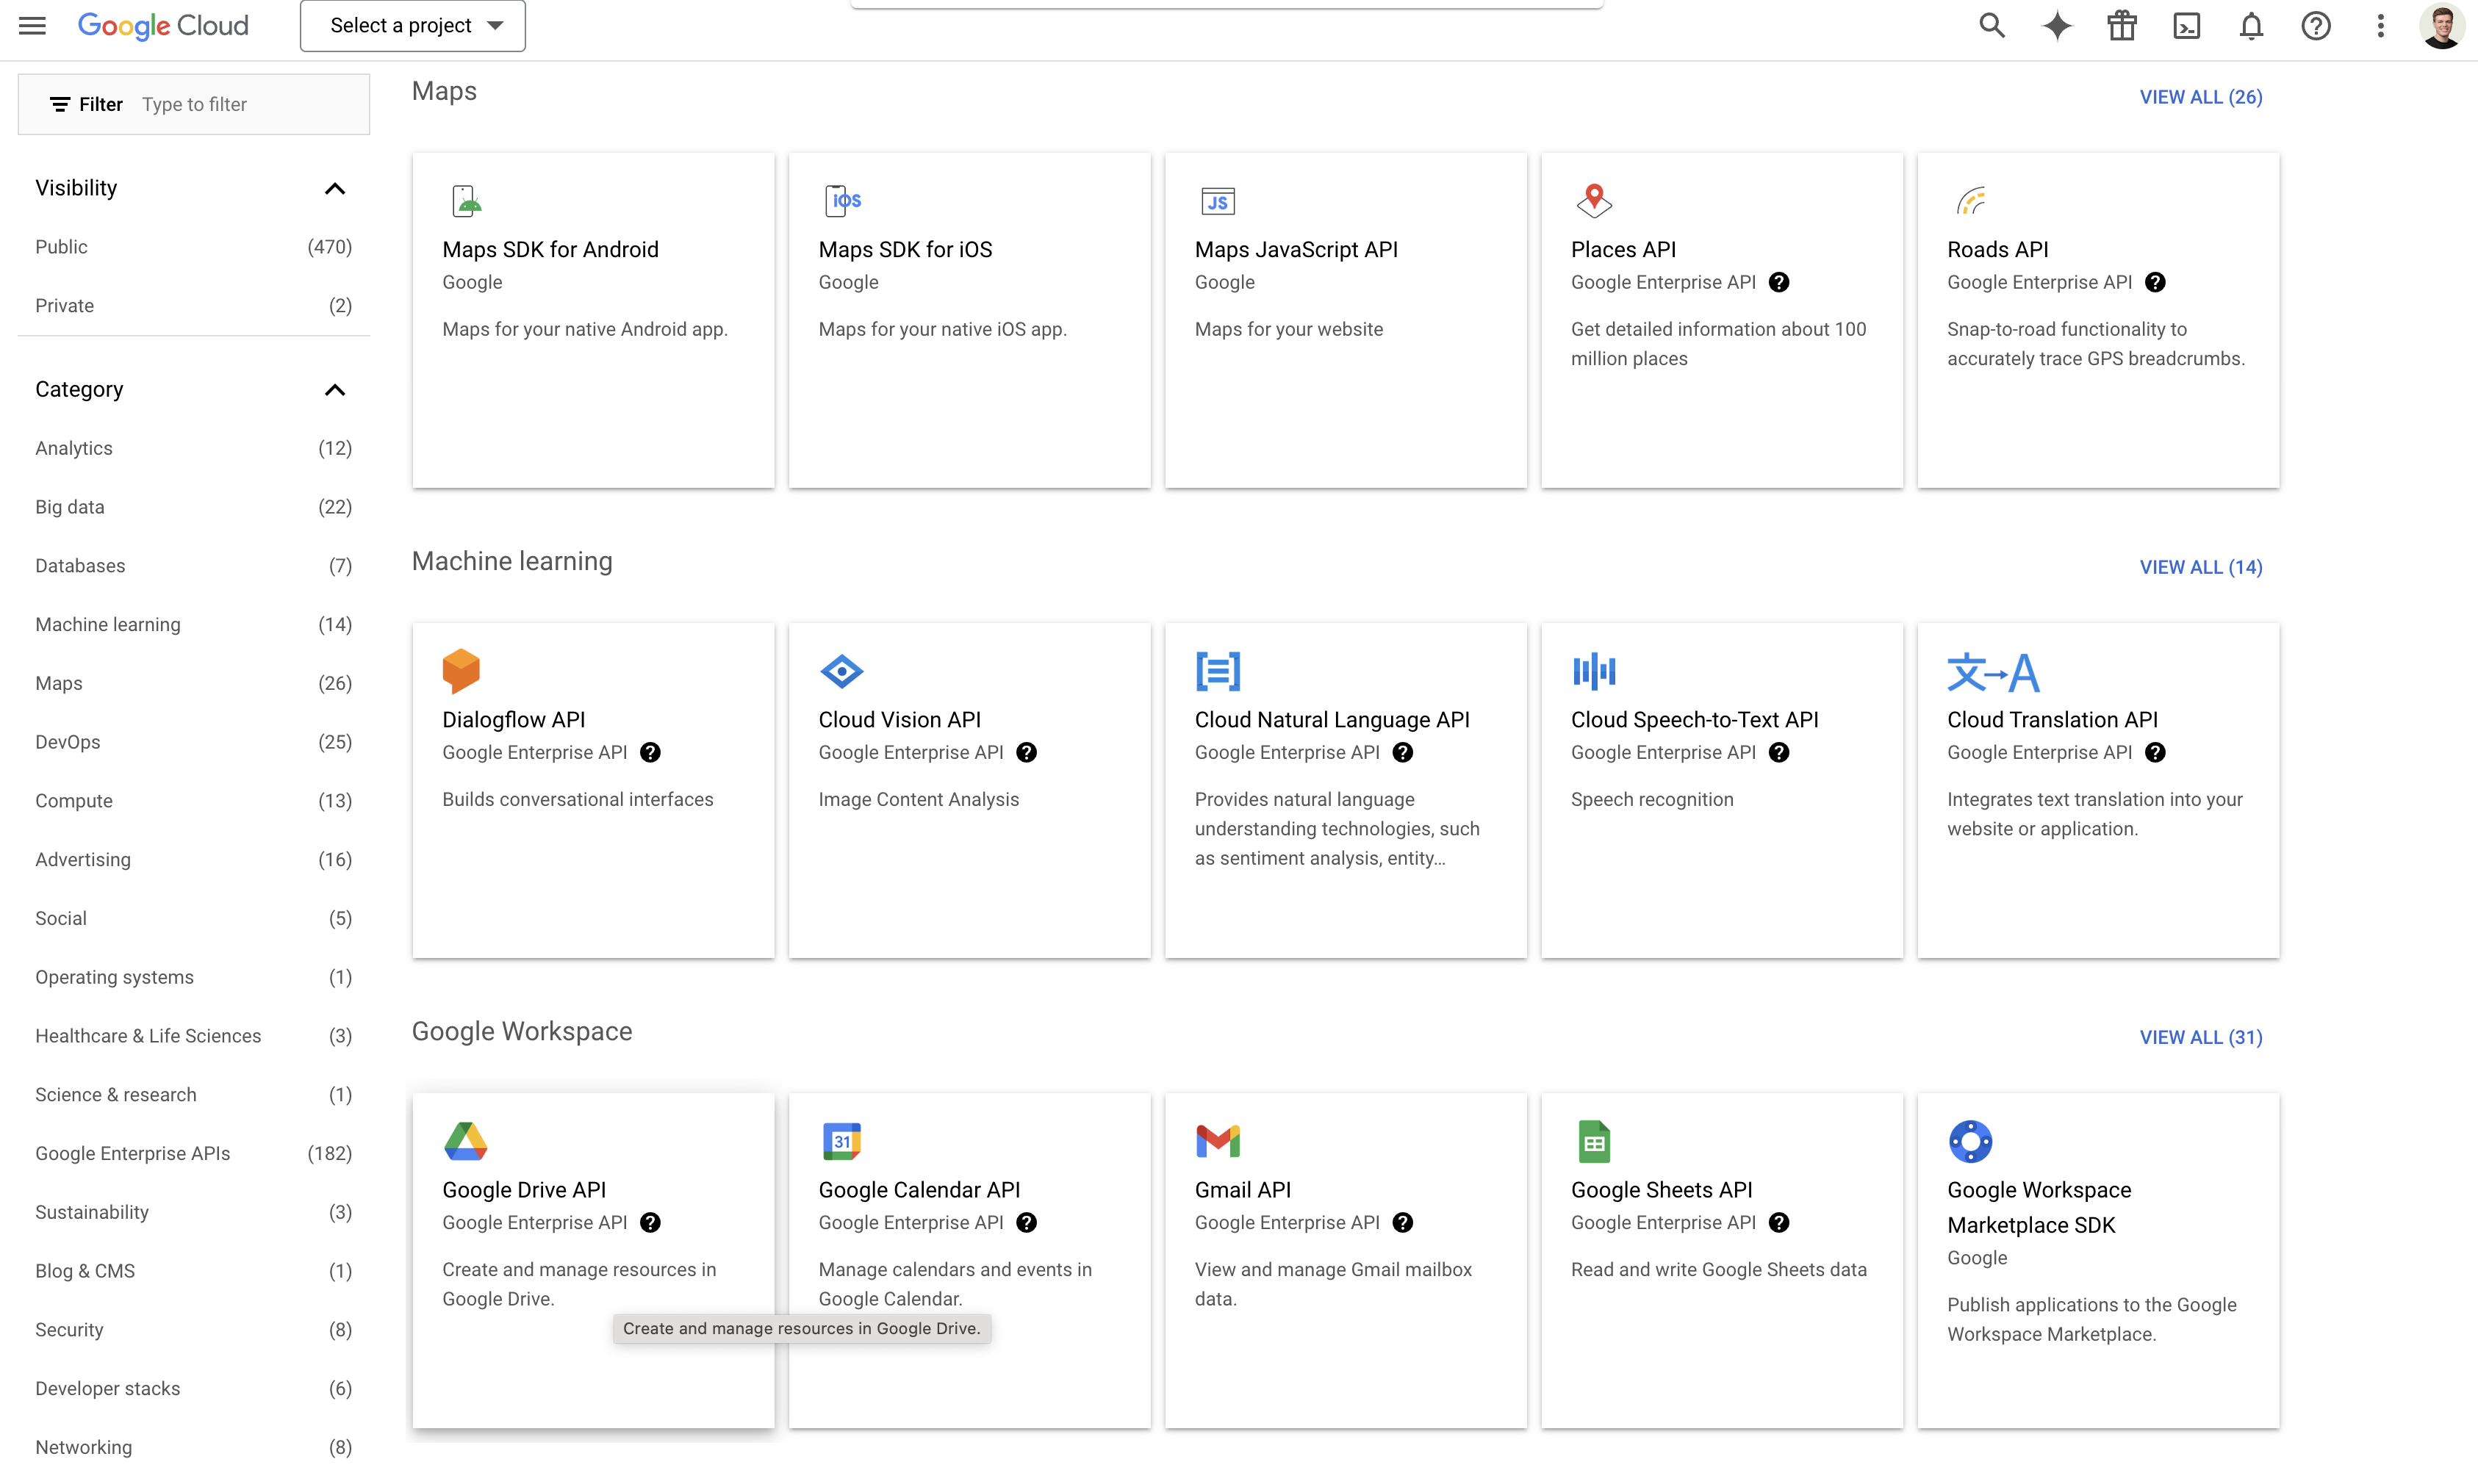 Google Cloud
Select a project
Filter Type to filter
Visibility
Public (470)
Private (2)
Category
Analytics (12)
Big data (22)
Databases (7)
Machine learning (14)
Maps (26)
DevOps (25)
Compute (13)
Advertising (16)
Social (5)
Operating systems (1)
Healthcare & Life Sciences (3)
Science & research (1)
Google Enterprise APIs (182)
Sustainability (3)
Blog & CMS (1)
Security (8)
Developer stacks (6)
Networking (8)
Maps
VIEW ALL (26)
Maps SDK for Android
Google
Maps for your native Android app.
iOS
Maps SDK for iOS
Google
Maps for your native iOS app.
JS
Maps JavaScript API
Google
Maps for your website
Places API
Google Enterprise API ?
Get detailed information about 100
million places
Roads API
Google Enterprise API ?
Snap-to-road functionality to
accurately trace GPS breadcrumbs.
Machine learning
VIEW ALL (14)
Dialogflow API
Google Enterprise API ?
Builds conversational interfaces
Cloud Vision API
Google Enterprise API ?
Image Content Analysis
Cloud Natural Language API
Google Enterprise API ?
Provides natural language
understanding technologies, such
as sentiment analysis, entity…
Cloud Speech-to-Text API
Google Enterprise API ?
Speech recognition
文→A
Cloud Translation API
Google Enterprise API ?
Integrates text translation into your
website or application.
Google Workspace
VIEW ALL (31)
Google Drive API
Google Enterprise API ?
Create and manage resources in
Google Drive.
Create and manage resources in Google Drive.
31
Google Calendar API
Google Enterprise API ?
Manage calendars and events in
Google Calendar.
Gmail API
Google Enterprise API ?
View and manage Gmail mailbox
data.
Google Sheets API
Google Enterprise API ?
Read and write Google Sheets data
Google Workspace
Marketplace SDK
Google
Publish applications to the Google
Workspace Marketplace.